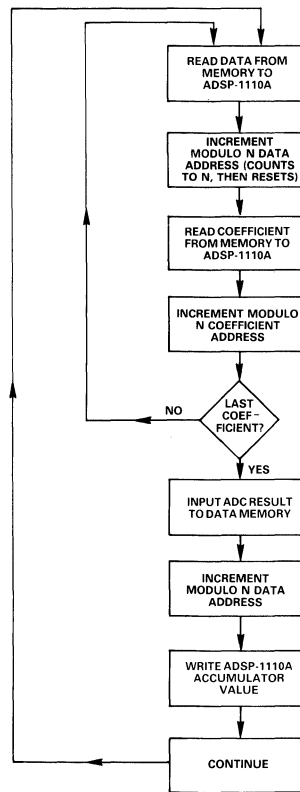 READ DATA FROM
MEMORY TO
ADSP-1110A
INCREMENT
MODULO N DATA
ADDRESS (COUNTS
TO N, THEN RESETS)
READ COEFFICIENT
FROM MEMORY TO
ADSP-1110A
INCREMENT MODULO
N COEFFICIENT
ADDRESS
NO
LAST
COEF-
FICIENT?
YES
INPUT ADC RESULT
TO DATA MEMORY
INCREMENT
MODULO N DATA
ADDRESS
WRITE ADSP-1110A
ACCUMULATOR
VALUE
CONTINUE